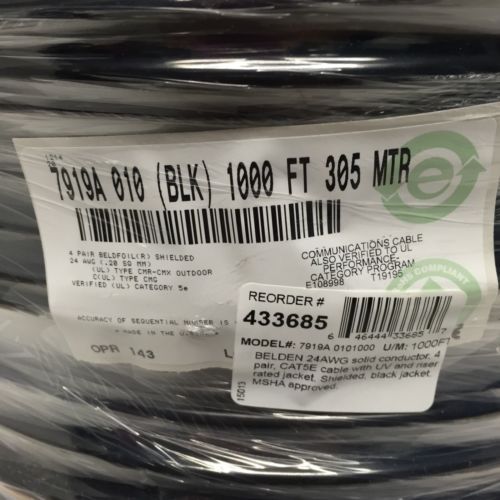 1214
20
7919A 010 (BLK) 1000 FT 305 MTR
4 PAIR BELDFOIL(R) SHIELDED
24 AWG (.20 SQ MM)
(UL) TYPE CMR-CMX OUTDOOR
C(UL) TYPE CMG
VERIFIED (UL) CATEGORY 5e
COMMUNICATIONS CABLE
ALSO VERIFIED TO UL
PERFORMANCE
CATEGORY PROGRAM
E108998 T19195
e
COMPLIANT
ACCURACY OF SEQUENTIAL NUMBER IS
MADE IN THE
OPR 143
REORDER #
433685
6 46444 33685 7
MODEL#: 7919A 0101000 U/M: 1000FT
BELDEN 24AWG solid conductor, 4
pair, CAT5E cable with UV and riser
rated jacket. Shielded, black jacket.
MSHA approved.
15D13